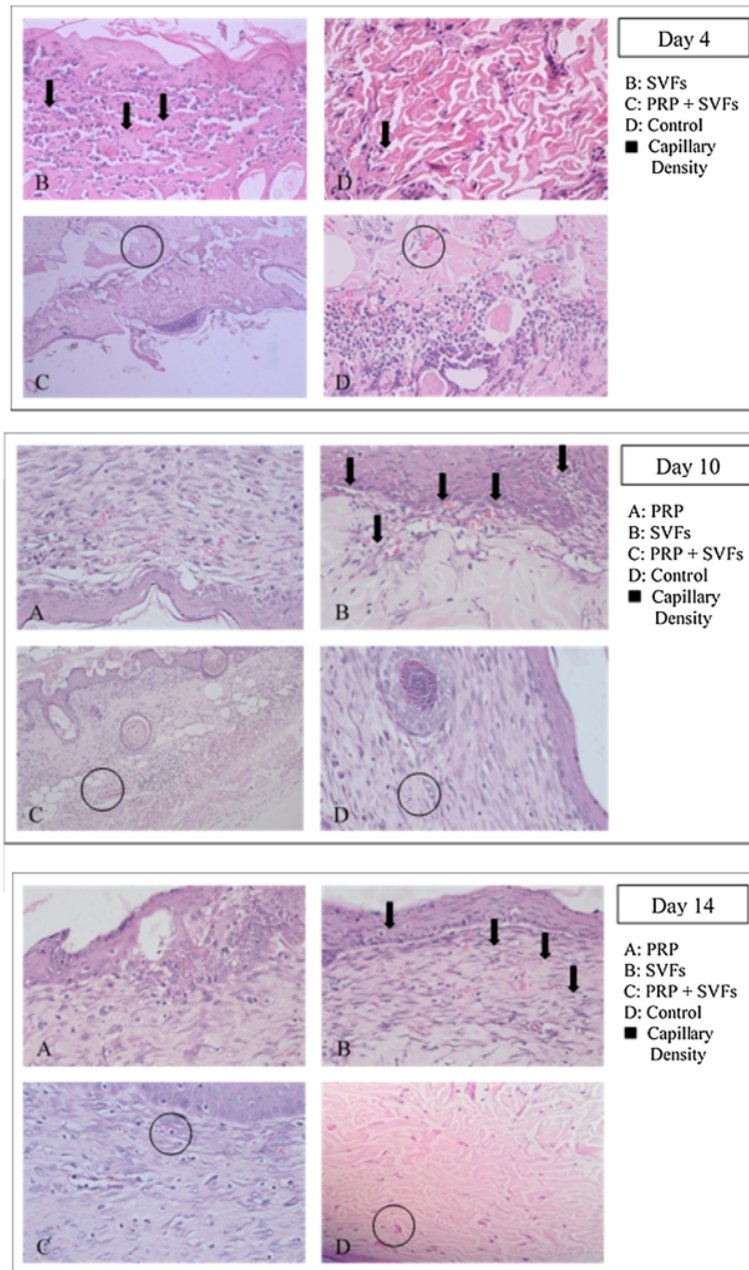 Day 4
B: SVFs
C: PRP + SVFs
D: Control
■ Capillary
Density
B
D
C
D
Day 10
A: PRP
B: SVFs
C: PRP + SVFs
D: Control
■ Capillary
Density
A
B
C
D
Day 14
A: PRP
B: SVFs
C: PRP + SVFs
D: Control
■ Capillary
Density
A
B
C
D